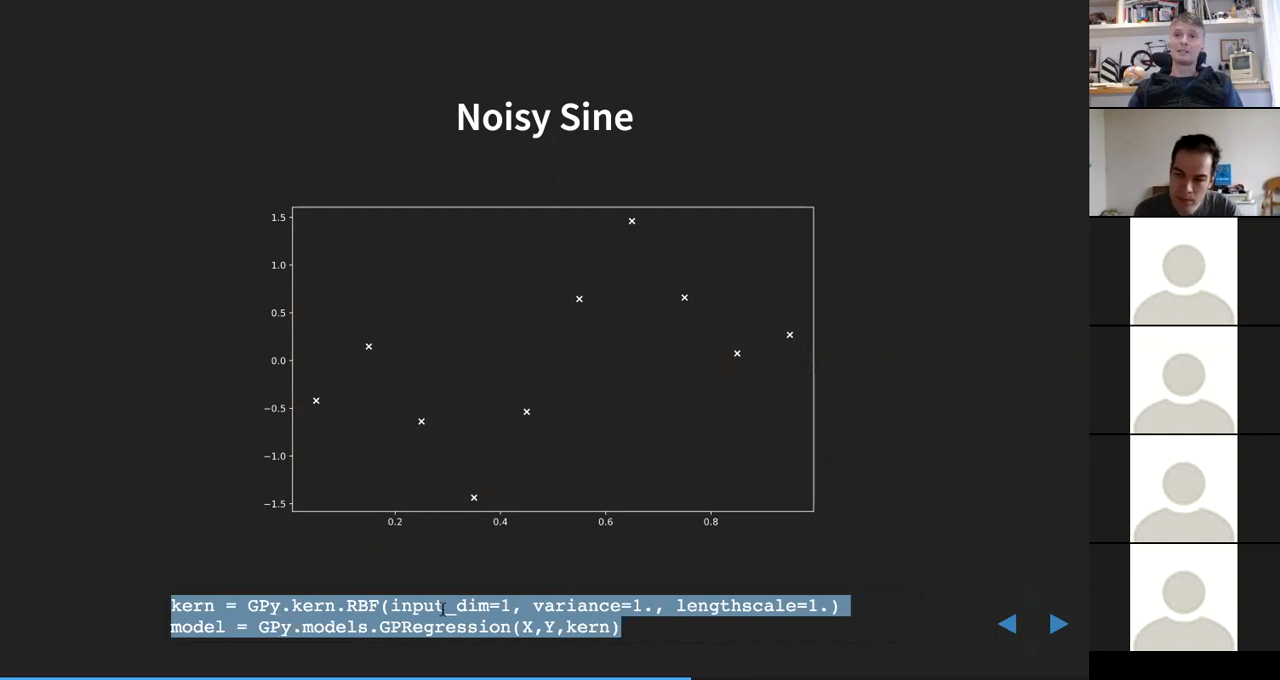 Noisy Sine
1.5
1.0
0.5
0.0
−0.5
−1.0
−1.5
0.2 0.4 0.6 0.8
kern = GPy.kern.RBF(input_dim=1, variance=1., lengthscale=1.)
model = GPy.models.GPRegression(X,Y,kern)